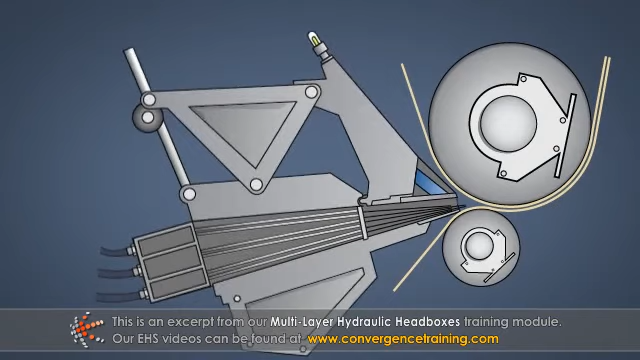 This is an excerpt from our Multi-Layer Hydraulic Headboxes training module.
Our EHS videos can be found at www.convergencetraining.com